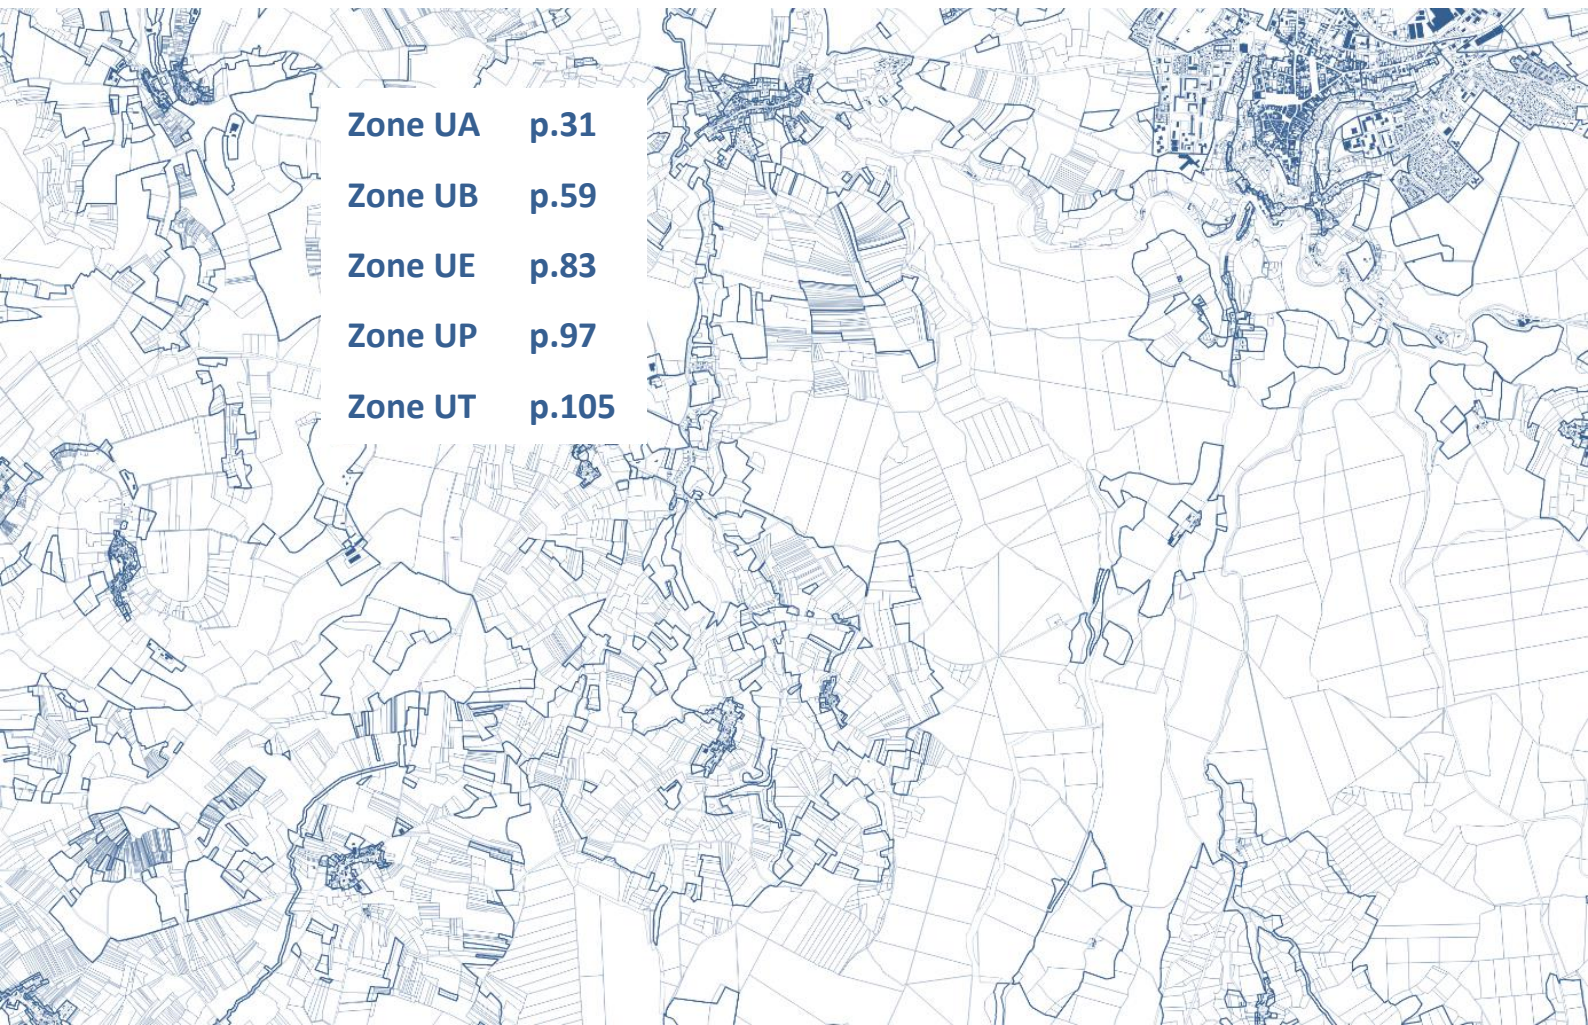 Zone UA p.31
Zone UB p.59
Zone UE p.83
Zone UP p.97
Zone UT p.105